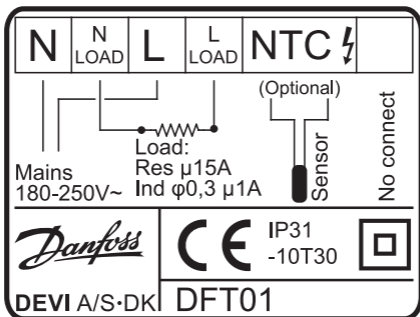 N
N LOAD
L
L LOAD
NTC
(Optional)
Sensor
No connect
Mains
180-250V~
Load:
Res µ15A
Ind φ0,3 µ1A
Danfoss
DEVI A/S·DK
CE
IP31
-10T30
DFT01